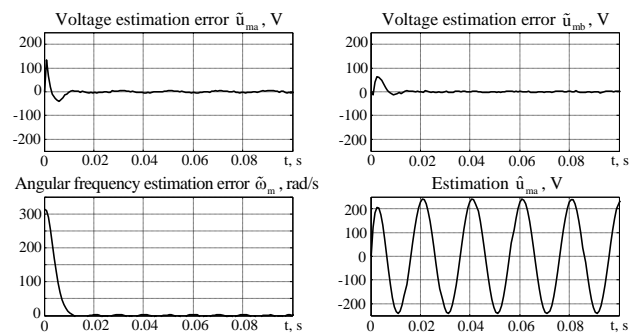 Voltage estimation error ũma , V
Voltage estimation error ũmb , V
200
100
0
-100
-200
0 0.02 0.04 0.06 0.08 t, s
200
100
0
-100
-200
0 0.02 0.04 0.06 0.08 t, s
Angular frequency estimation error ω̃m , rad/s
Estimation ûma , V
300
200
100
0
0 0.02 0.04 0.06 0.08 t, s
200
100
0
-100
-200
0 0.02 0.04 0.06 0.08 t, s